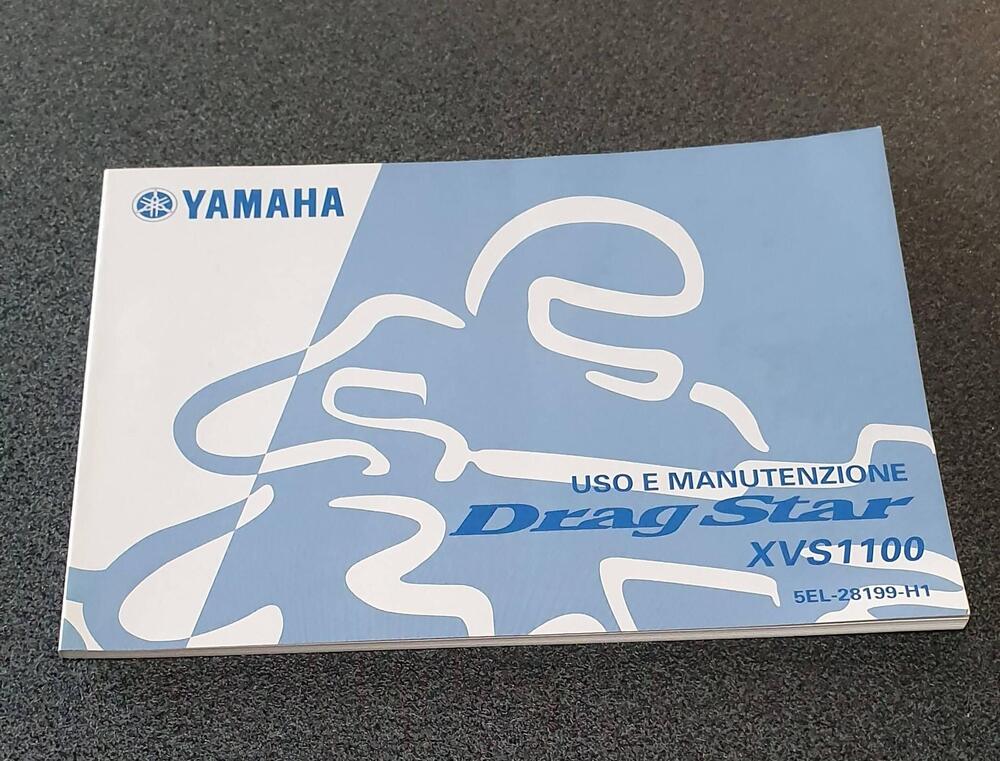 YAMAHA
USO E MANUTENZIONE
Drag Star
XVS1100
5EL-28199-H1